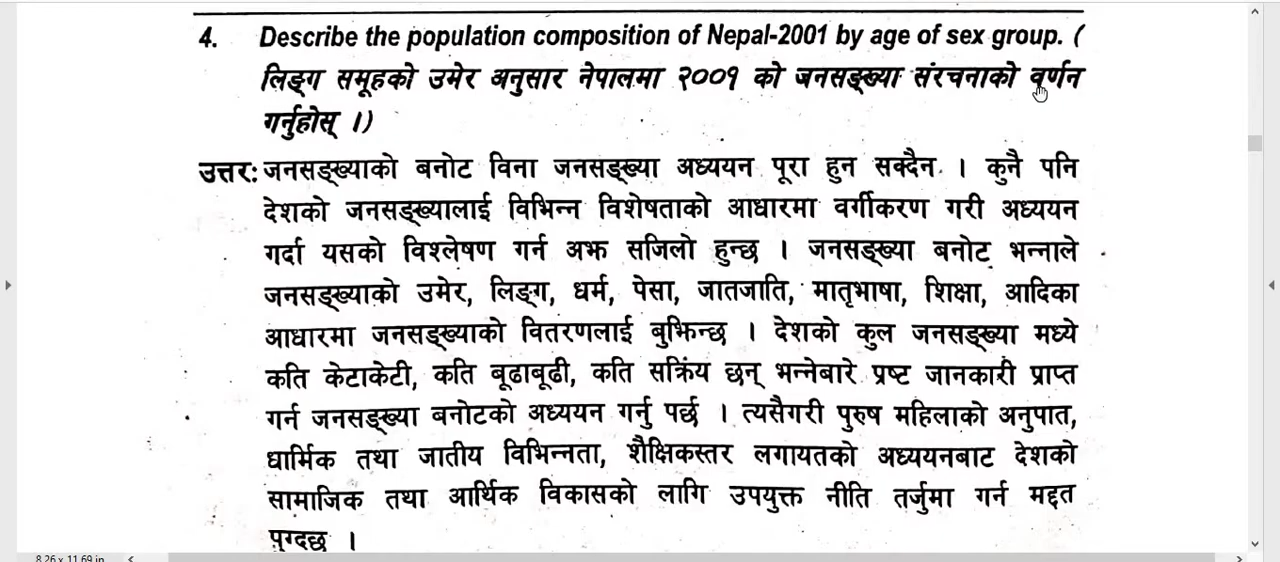 4. Describe the population composition of Nepal-2001 by age of sex group. (
लिङ्ग समूहको उमेर अनुसार नेपालमा २००१ को जनसङ्ख्या संरचनाको वर्णन
गर्नुहोस् ।)
उत्तर: जनसङ्ख्याको बनोट विना जनसङ्ख्या अध्ययन पूरा हुन सक्दैन । कुनै पनि
देशको जनसङ्ख्यालाई विभिन्न विशेषताको आधारमा वर्गीकरण गरी अध्ययन
गर्दा यसको विश्लेषण गर्न अझ सजिलो हुन्छ । जनसङ्ख्या बनोट भन्नाले
जनसङ्ख्याको उमेर, लिङ्ग, धर्म, पेसा, जातजाति, मातृभाषा, शिक्षा, आदिका
आधारमा जनसङ्ख्याको वितरणलाई बुझिन्छ । देशको कुल जनसङ्ख्या मध्ये
कति केटाकेटी, कति बूढाबूढी, कति सक्रिय छन् भन्नेबारे प्रष्ट जानकारी प्राप्त
गर्न जनसङ्ख्या बनोटको अध्ययन गर्नु पर्छ । त्यसैगरी पुरुष महिलाको अनुपात,
धार्मिक तथा जातीय विभिन्नता, शैक्षिकस्तर लगायतको अध्ययनबाट देशको
सामाजिक तथा आर्थिक विकासको लागि उपयुक्त नीति तर्जुमा गर्न मद्दत
पुग्दछ ।
8.26 x 11.69 in